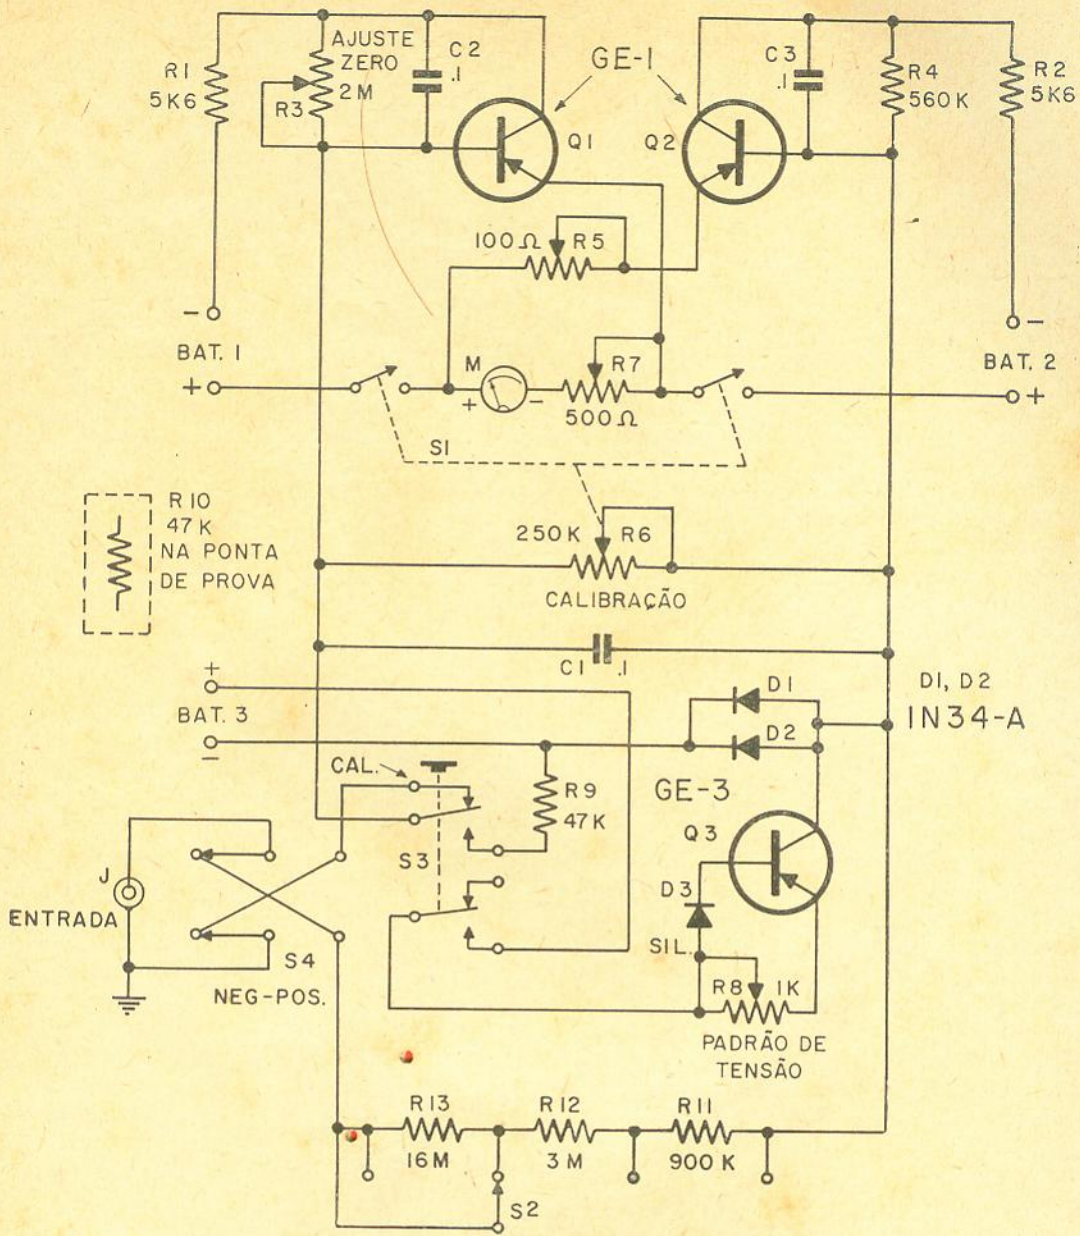 AJUSTE
ZERO
2M
R3
R1
5K6
C2
.1
GE-1
C3
.1
R4
560K
R2
5K6
Q1
Q2
100Ω
R5
-
BAT. 1
+
-
BAT. 2
+
M
+
-
R7
500Ω
S1
R10
47K
NA PONTA
DE PROVA
250K
R6
CALIBRAÇÃO
C1
.1
+
BAT. 3
-
D1
D2
D1, D2
1N34-A
CAL.
R9
47K
GE-3
Q3
S3
J
ENTRADA
S4
NEG-POS.
D3
SIL.
R8
1K
PADRÃO DE
TENSÃO
R13
16M
R12
3M
R11
900K
S2